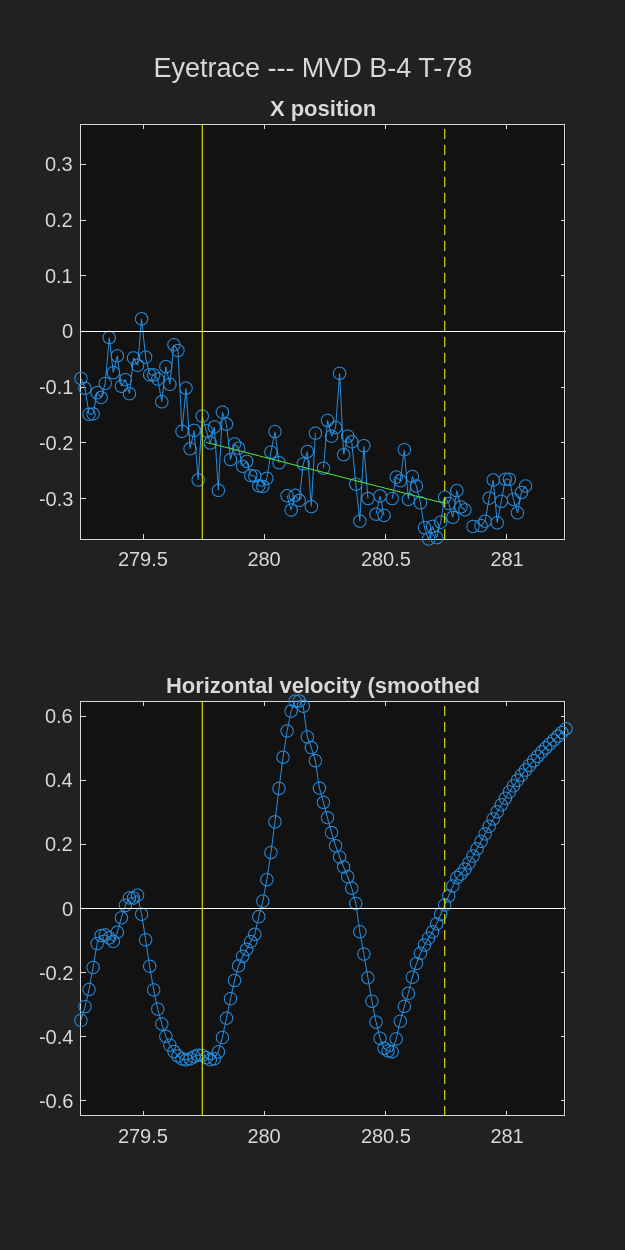 Eyetrace --- MVD B-4 T-78
X position
0.3
0.2
0.1
0
-0.1
-0.2
-0.3
279.5 280 280.5 281
Horizontal velocity (smoothed
0.6
0.4
0.2
0
-0.2
-0.4
-0.6
279.5 280 280.5 281